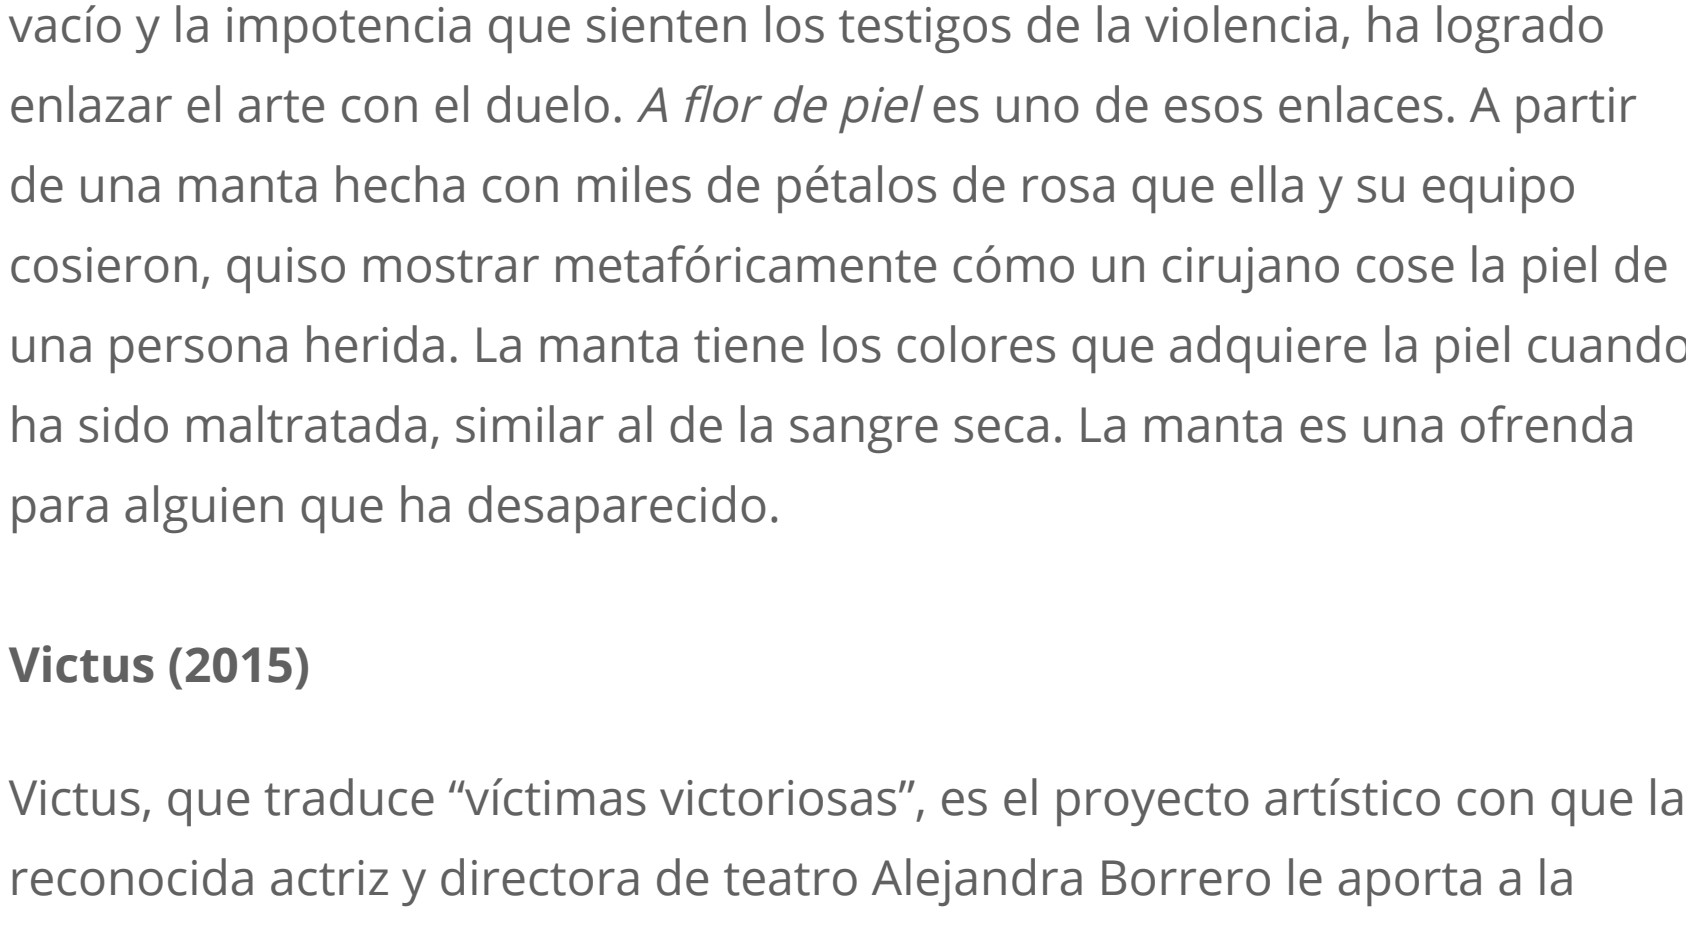 vacío y la impotencia que sienten los testigos de la violencia, ha logrado
enlazar el arte con el duelo. A flor de piel es uno de esos enlaces. A partir
de una manta hecha con miles de pétalos de rosa que ella y su equipo
cosieron, quiso mostrar metafóricamente cómo un cirujano cose la piel de
una persona herida. La manta tiene los colores que adquiere la piel cuando
ha sido maltratada, similar al de la sangre seca. La manta es una ofrenda
para alguien que ha desaparecido.
Victus (2015)
Victus, que traduce “víctimas victoriosas”, es el proyecto artístico con que la
reconocida actriz y directora de teatro Alejandra Borrero le aporta a la